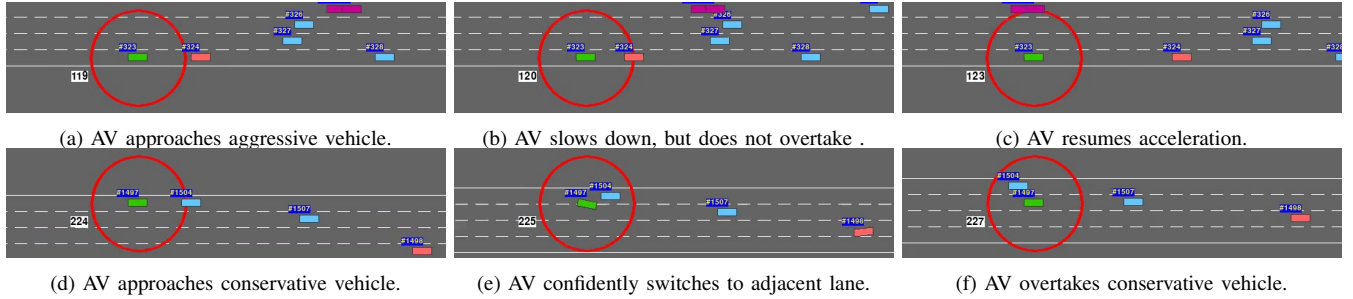 #326
#327
#323 #324 #328
119
#326
#327
#323 #324 #328
120
#326
#327
#323 #324 #328
123
(a) AV approaches aggressive vehicle.
(b) AV slows down, but does not overtake .
(c) AV resumes acceleration.
#1497 #1504
#1507
224
#1498
#1504
#1497
#1507
225
#1498
#1504
#1497 #1507
#1498
227
(d) AV approaches conservative vehicle.
(e) AV confidently switches to adjacent lane.
(f) AV overtakes conservative vehicle.